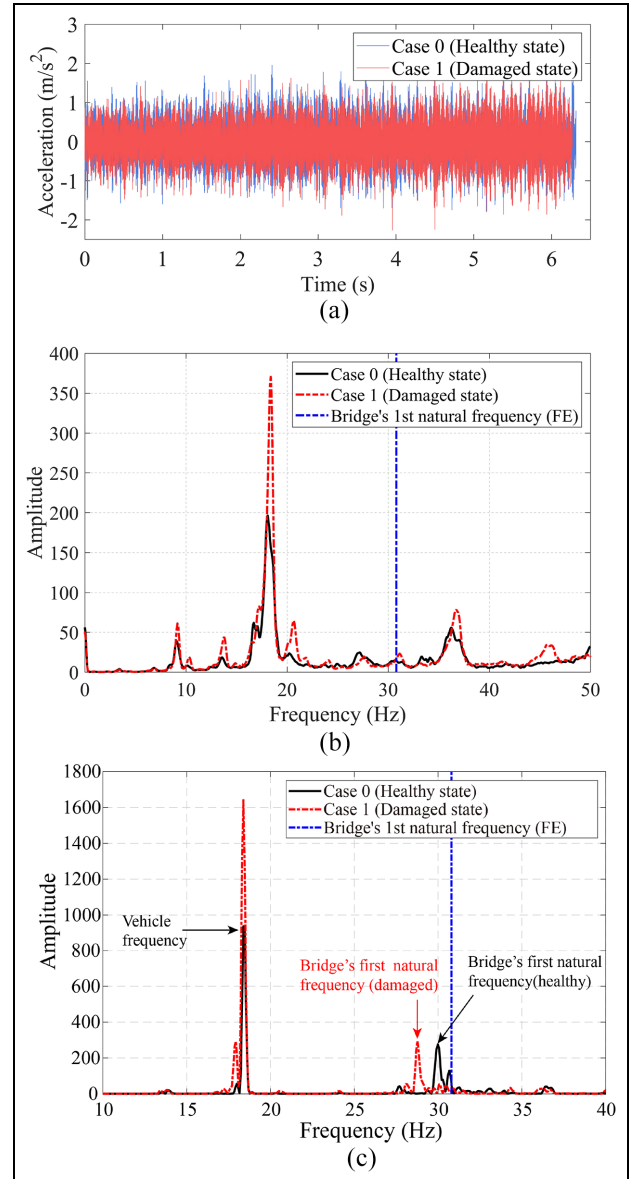 3
2
1
0
-1
-2
Acceleration (m/s²)
Case 0 (Healthy state)
Case 1 (Damaged state)
0 1 2 3 4 5 6
Time (s)
(a)
400
350
300
250
200
150
100
50
0
Amplitude
Case 0 (Healthy state)
Case 1 (Damaged state)
Bridge's 1st natural frequency (FE)
0 10 20 30 40 50
Frequency (Hz)
(b)
1800
1600
1400
1200
1000
800
600
400
200
0
Amplitude
Case 0 (Healthy state)
Case 1 (Damaged state)
Bridge's 1st natural frequency (FE)
Vehicle
frequency
Bridge's first natural
frequency (damaged)
Bridge's first natural
frequency(healthy)
10 15 20 25 30 35 40
Frequency (Hz)
(c)